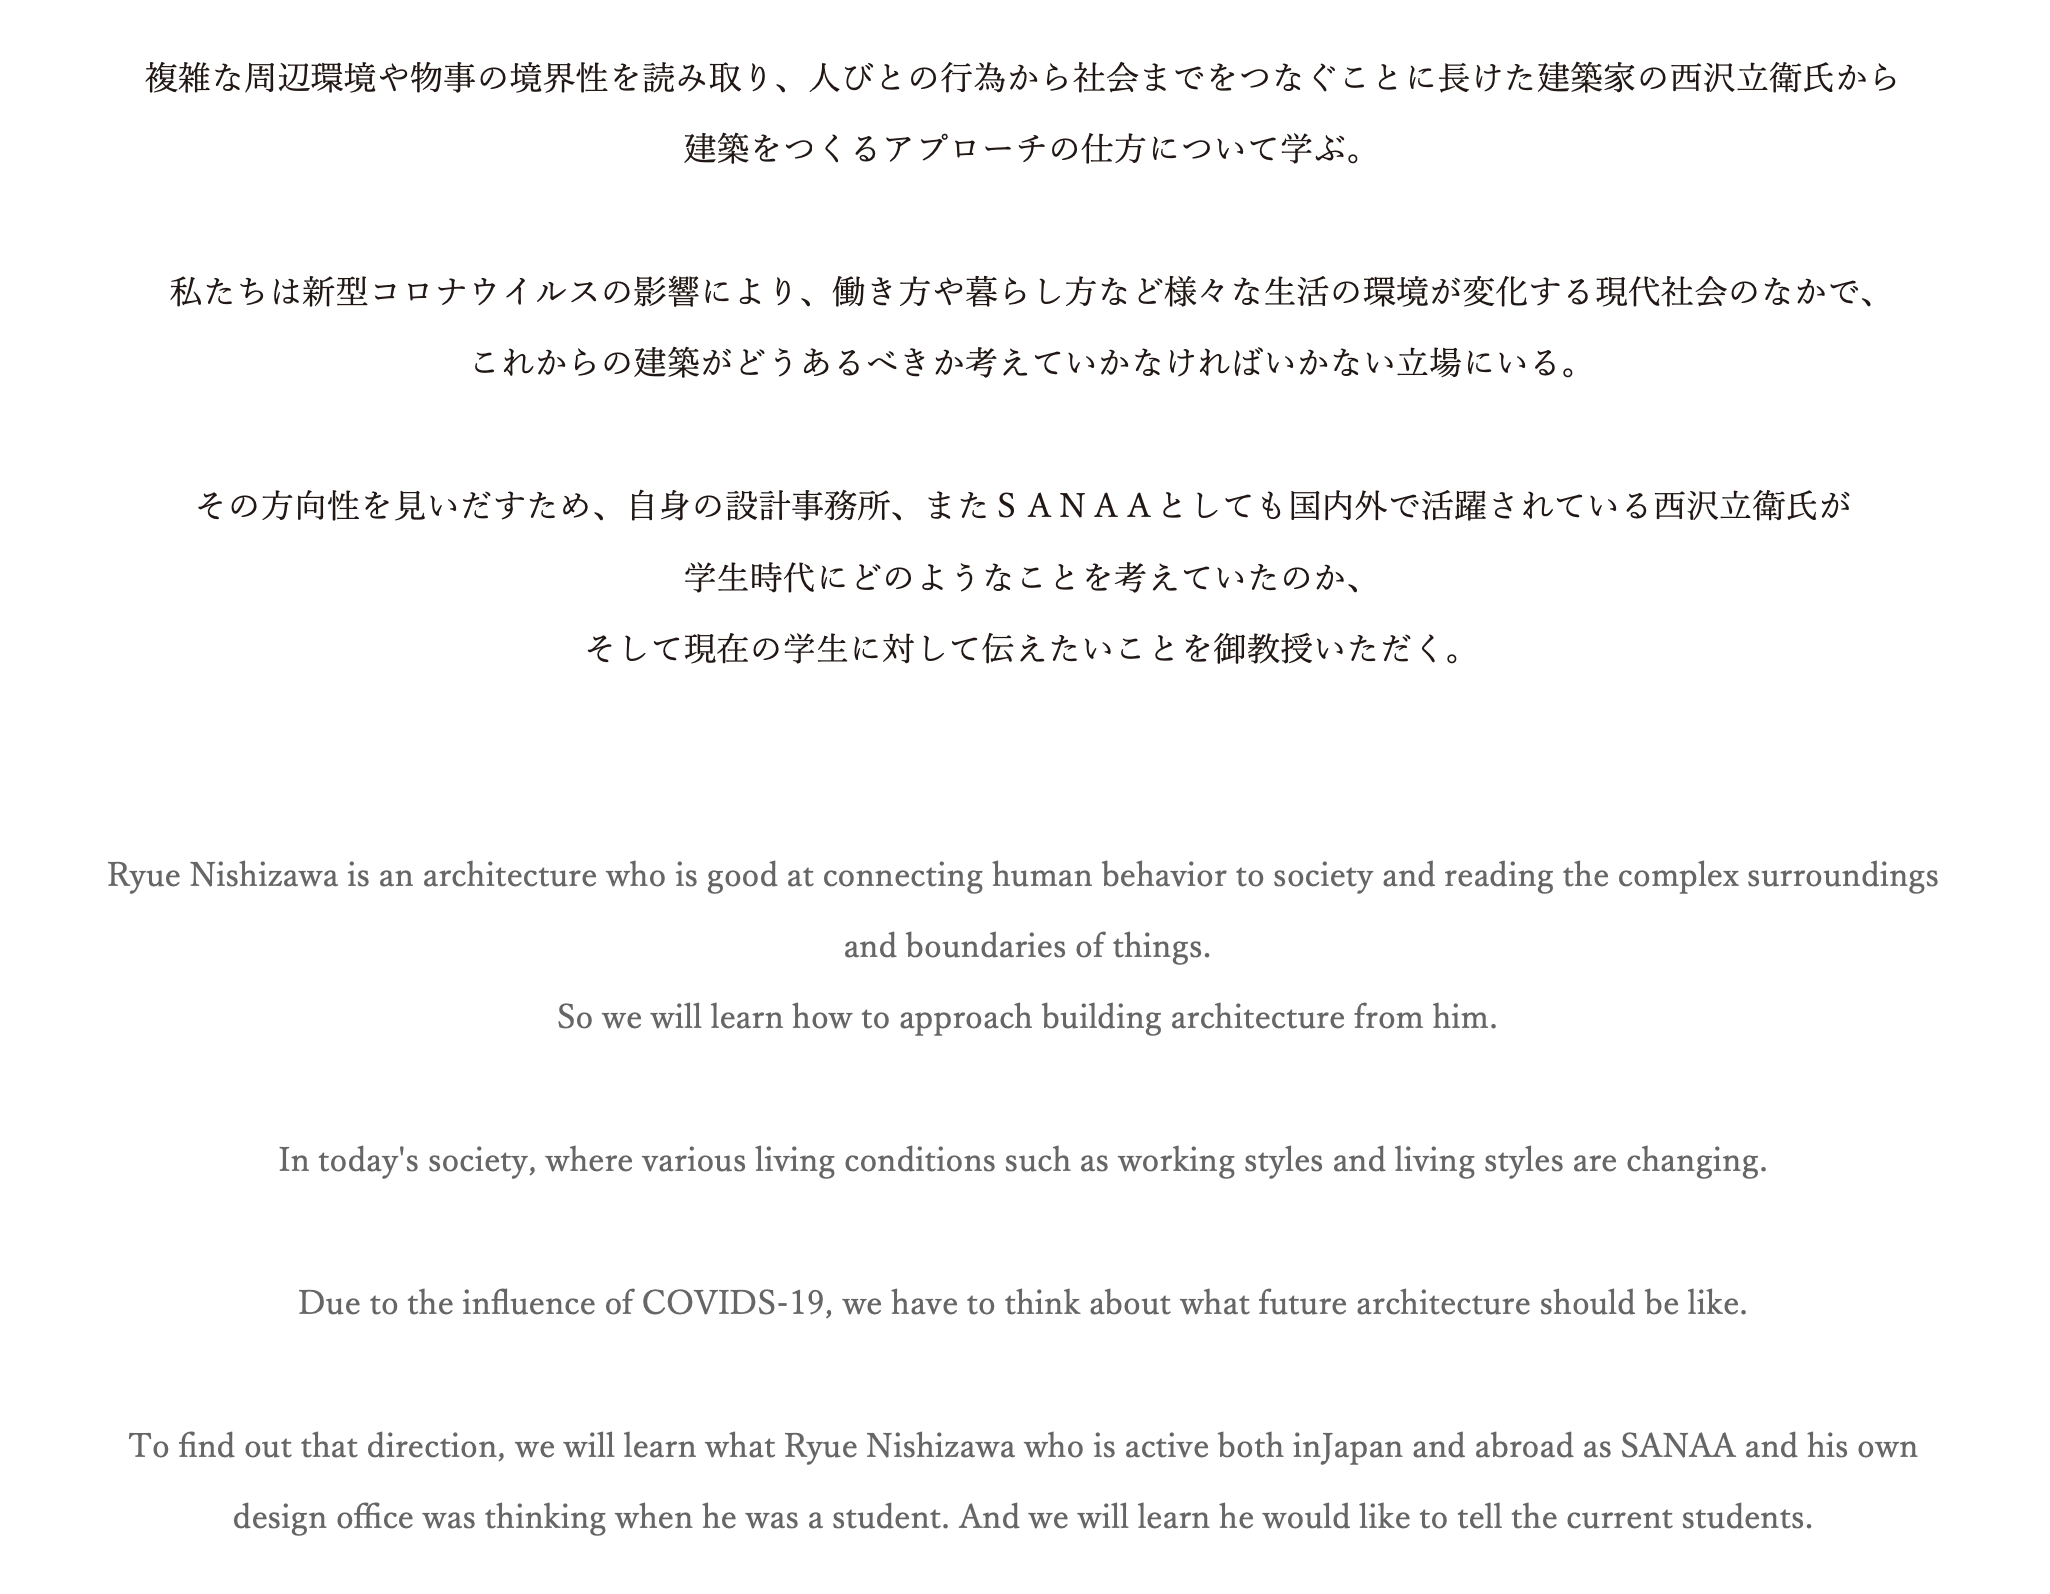 複雑な周辺環境や物事の境界性を読み取り、人びとの行為から社会までをつなぐことに長けた建築家の西沢立衛氏から
建築をつくるアプローチの仕方について学ぶ。
私たちは新型コロナウイルスの影響により、働き方や暮らし方など様々な生活の環境が変化する現代社会のなかで、
これからの建築がどうあるべきか考えていかなければいかない立場にいる。
その方向性を見いだすため、自身の設計事務所、またＳＡＮＡＡとしても国内外で活躍されている西沢立衛氏が
学生時代にどのようなことを考えていたのか、
そして現在の学生に対して伝えたいことを御教授いただく。
Ryue Nishizawa is an architecture who is good at connecting human behavior to society and reading the complex surroundings
and boundaries of things.
So we will learn how to approach building architecture from him.
In today's society, where various living conditions such as working styles and living styles are changing.
Due to the influence of COVIDS-19, we have to think about what future architecture should be like.
To find out that direction, we will learn what Ryue Nishizawa who is active both inJapan and abroad as SANAA and his own
design office was thinking when he was a student. And we will learn he would like to tell the current students.